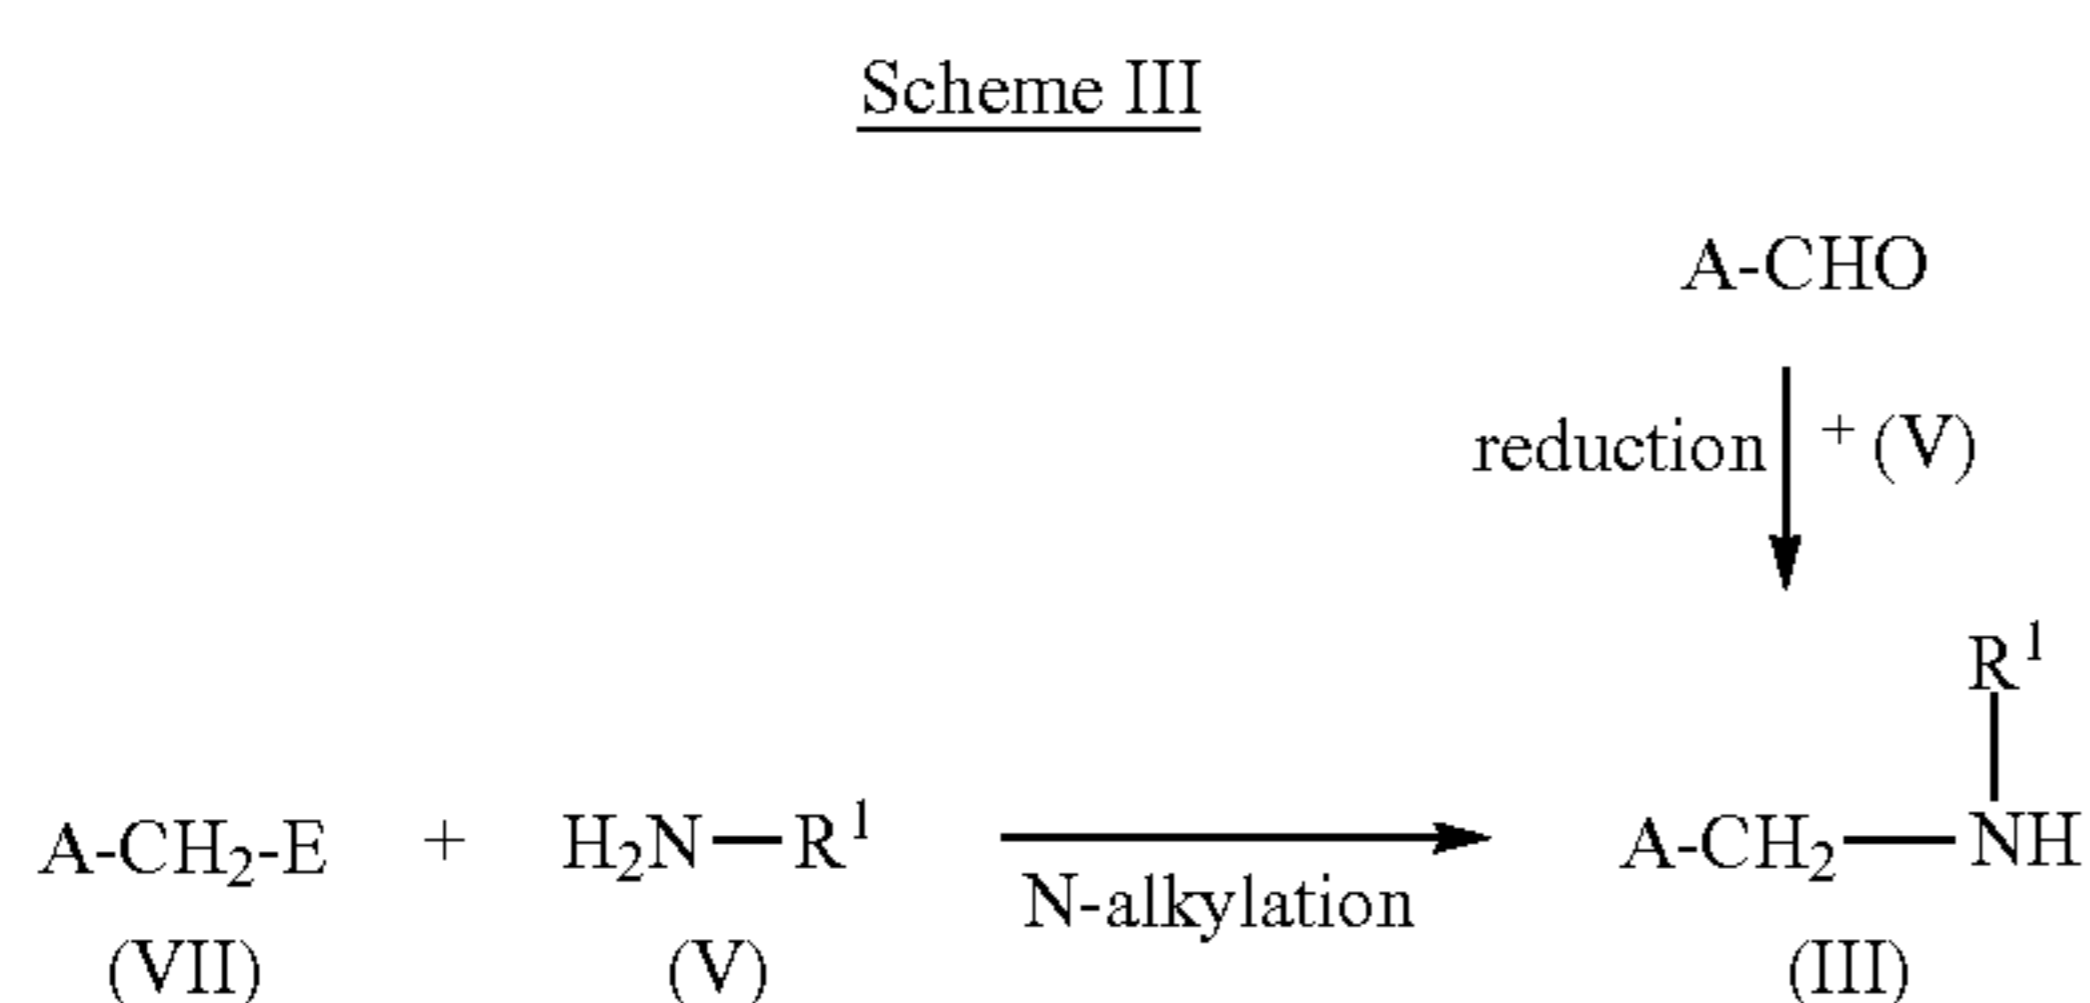 Scheme III
A-CHO
reduction + (V)
R¹
A-CH₂-E + H₂N—R¹ N-alkylation A-CH₂—NH
(VII) (V) (III)